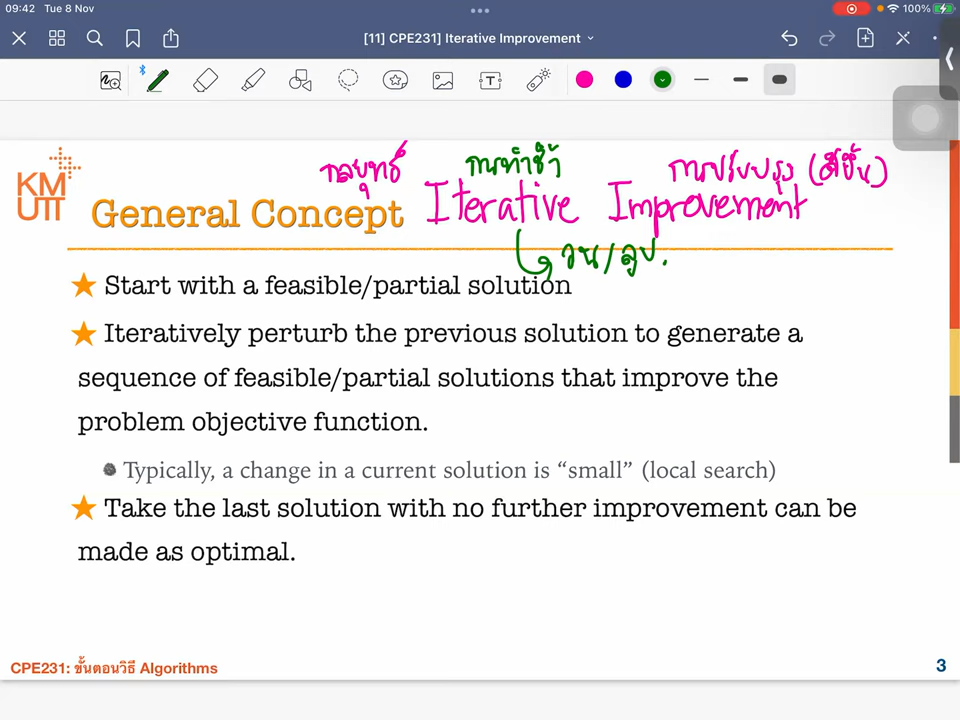 09:42 Tue 8 Nov 100%
[11] CPE231] Iterative Improvement
กลยุทธ์ การทำซ้ำ การปรับปรุง (ดีขึ้น)
KMUTT
General Concept Iterative Improvement
วน/ลูป.
Start with a feasible/partial solution
Iteratively perturb the previous solution to generate a
sequence of feasible/partial solutions that improve the
problem objective function.
Typically, a change in a current solution is “small” (local search)
Take the last solution with no further improvement can be
made as optimal.
CPE231: ขั้นตอนวิธี Algorithms 3